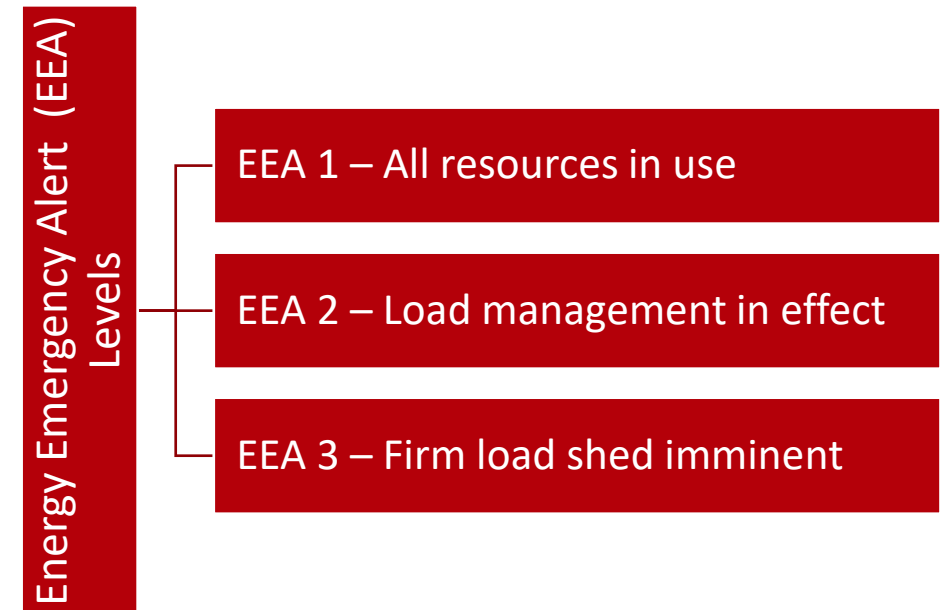 Energy Emergency Alert  (EEA)
Levels
EEA 1 – All resources in use
EEA 2 – Load management in effect
EEA 3 – Firm load shed imminent